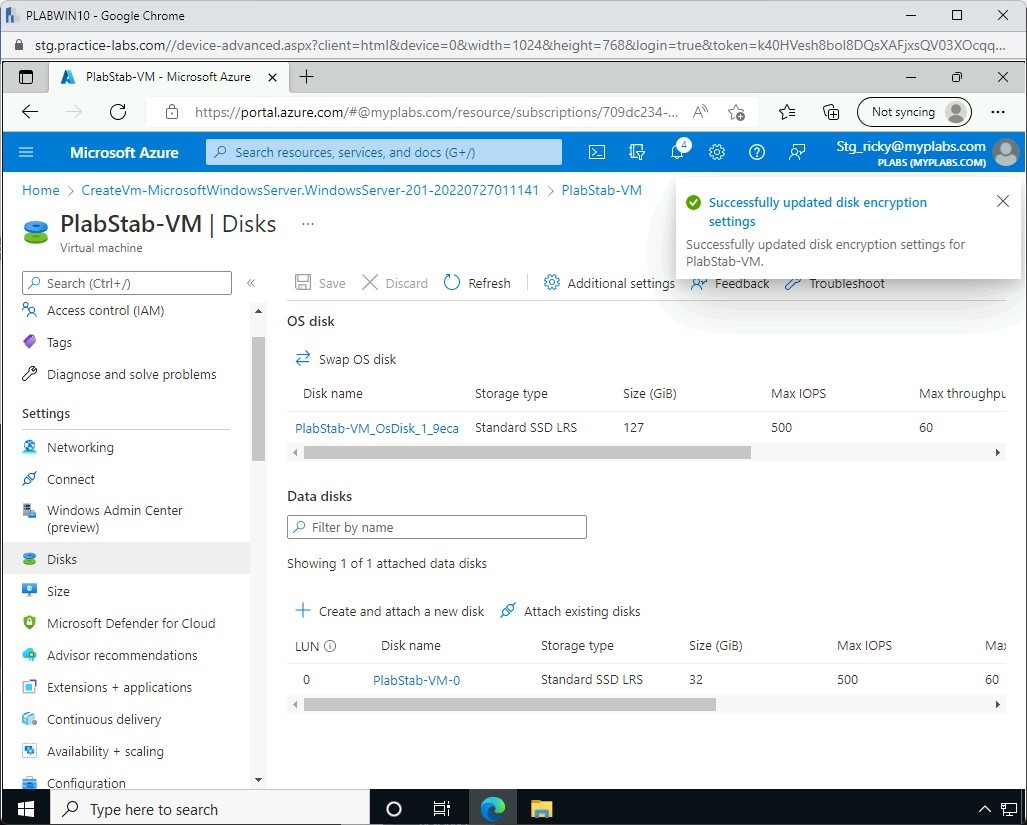 PLABWIN10 - Google Chrome
stg.practice-labs.com//device-advanced.aspx?client=html&device=0&width=1024&height=768&login=true&token=k40HVesh8bol8DQsXAFjxsQV03XOcqq...
PlabStab-VM - Microsoft Azure
https://portal.azure.com/#@myplabs.com/resource/subscriptions/709dc234-...
Not syncing
Microsoft Azure
Search resources, services, and docs (G+/)
4
Stg_ricky@myplabs.com
PLABS (MYPLABS.COM)
Home > CreateVm-MicrosoftWindowsServer.WindowsServer-201-20220727011141 > PlabStab-VM
Successfully updated disk encryption
settings
Successfully updated disk encryption settings for
PlabStab-VM.
PlabStab-VM | Disks ...
Virtual machine
Search (Ctrl+/)
«
Save
Discard
Refresh
Additional settings
Feedback
Troubleshoot
Access control (IAM)
Tags
Diagnose and solve problems
Settings
Networking
Connect
Windows Admin Center
(preview)
Disks
Size
Microsoft Defender for Cloud
Advisor recommendations
Extensions + applications
Continuous delivery
Availability + scaling
Configuration
OS disk
Swap OS disk
Disk name Storage type Size (GiB) Max IOPS Max throughpu
PlabStab-VM_OsDisk_1_9eca Standard SSD LRS 127 500 60
Data disks
Filter by name
Showing 1 of 1 attached data disks
Create and attach a new disk
Attach existing disks
LUN Disk name Storage type Size (GiB) Max IOPS Max
0 PlabStab-VM-0 Standard SSD LRS 32 500 60
Type here to search